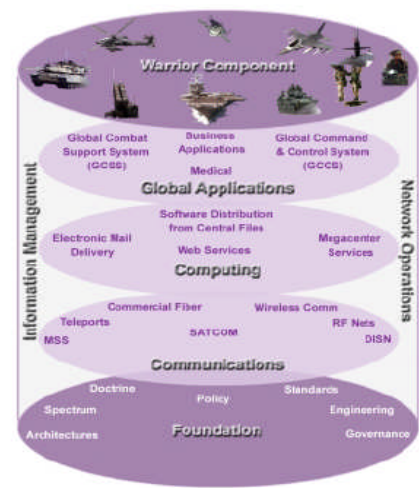 Warrior Component
Global Combat
Support System
(GCSS)
Business
Applications
Medical
Global Command
& Control System
(GCCS)
Global Applications
Software Distribution
from Central Files
Electronic Mail
Delivery
Web Services
Megacenter
Services
Computing
Commercial Fiber
Wireless Comm
Teleports
RF Nets
SATCOM
MSS
DISN
Communications
Doctrine
Policy
Standards
Spectrum
Engineering
Architectures
Foundation
Governance
Information Management
Network Operations